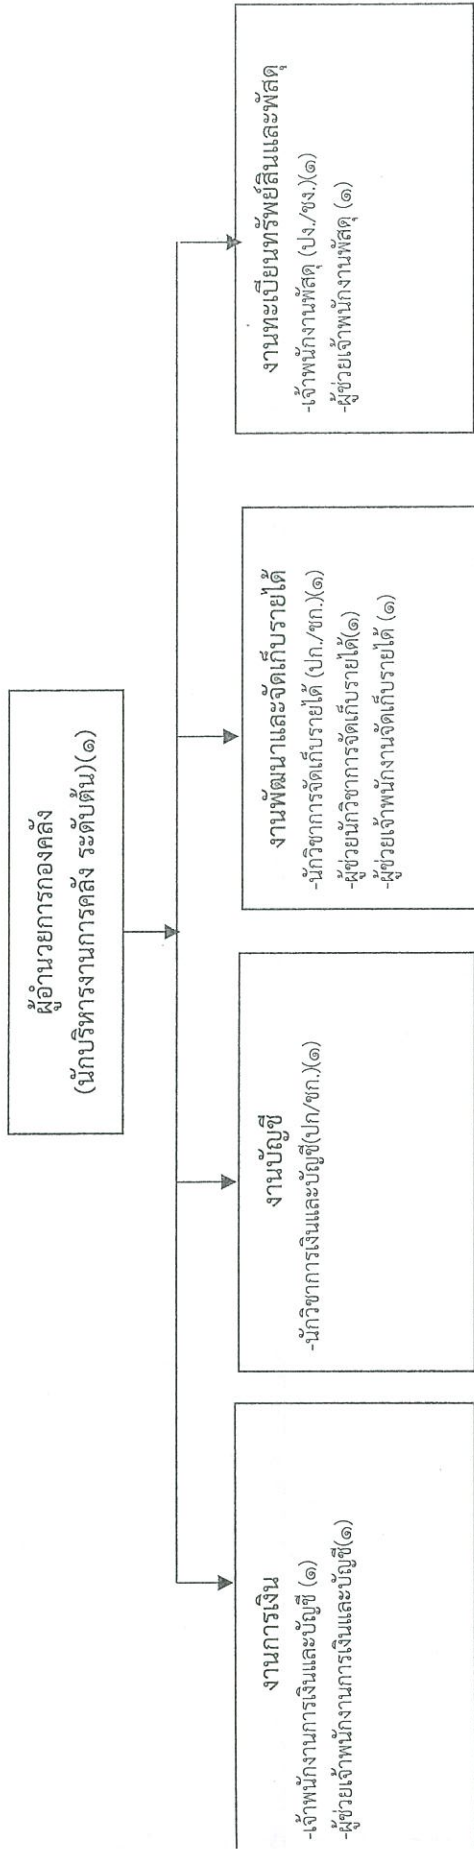 ผู้อำนวยการกองคลัง
(นักบริหารงานการคลัง ระดับต้น)(๑)
งานการเงิน
-เจ้าพนักงานการเงินและบัญชี (๑)
-ผู้ช่วยเจ้าพนักงานการเงินและบัญชี(๑)
งานบัญชี
-นักวิชาการเงินและบัญชี(ปก/ชก.)(๑)
งานพัฒนาและจัดเก็บรายได้
-นักวิชาการจัดเก็บรายได้ (ปก./ชก.)(๑)
-ผู้ช่วยนักวิชาการจัดเก็บรายได้(๑)
-ผู้ช่วยเจ้าพนักงานจัดเก็บรายได้ (๑)
งานทะเบียนทรัพย์สินและพัสดุ
-เจ้าพนักงานพัสดุ (ปง./ชง.)(๑)
-ผู้ช่วยเจ้าพนักงานพัสดุ (๑)